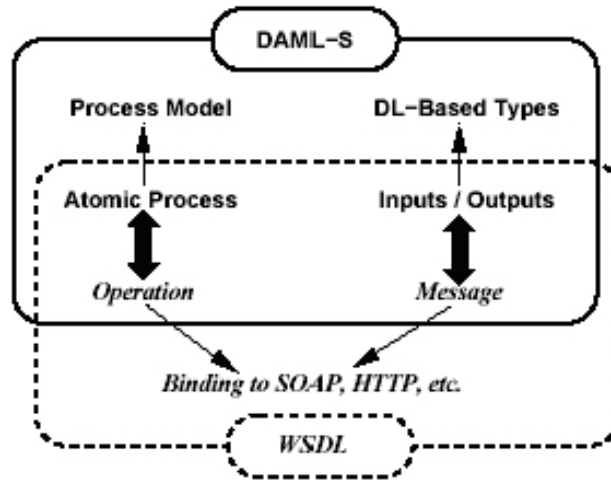 DAML-S
Process Model DL-Based Types
Atomic Process Inputs / Outputs
Operation Message
Binding to SOAP, HTTP, etc.
WSDL